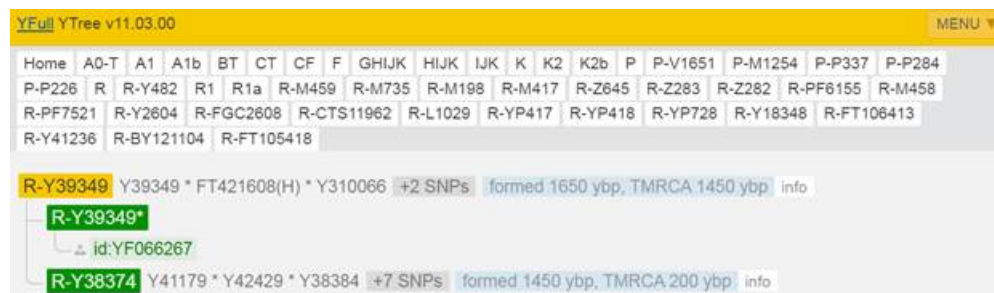 YFull YTree v11.03.00 MENU
Home A0-T A1 A1b BT CT CF F GHIJK HIJK IJK K K2 K2b P P-V1651 P-M1254 P-P337 P-P284
P-P226 R R-Y482 R1 R1a R-M459 R-M735 R-M198 R-M417 R-Z645 R-Z283 R-Z282 R-PF6155 R-M458
R-PF7521 R-Y2604 R-FGC2608 R-CTS11962 R-L1029 R-YP417 R-YP418 R-YP728 R-Y18348 R-FT106413
R-Y41236 R-BY121104 R-FT105418
R-Y39349 Y39349 * FT421608(H) * Y310066 +2 SNPs formed 1650 ybp, TMRCA 1450 ybp info
R-Y39349*
id:YF066267
R-Y38374 Y41179 * Y42429 * Y38384 +7 SNPs formed 1450 ybp, TMRCA 200 ybp info